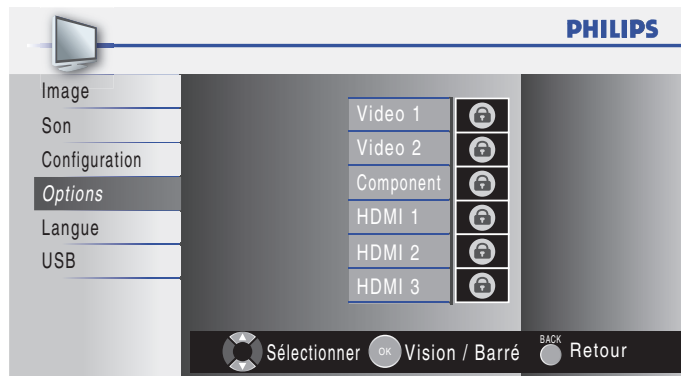 PHILIPS
Image
Son
Configuration
Options
Langue
USB
Video 1
Video 2
Component
HDMI 1
HDMI 2
HDMI 3
Sélectionner
OK
Vision / Barré
BACK
Retour